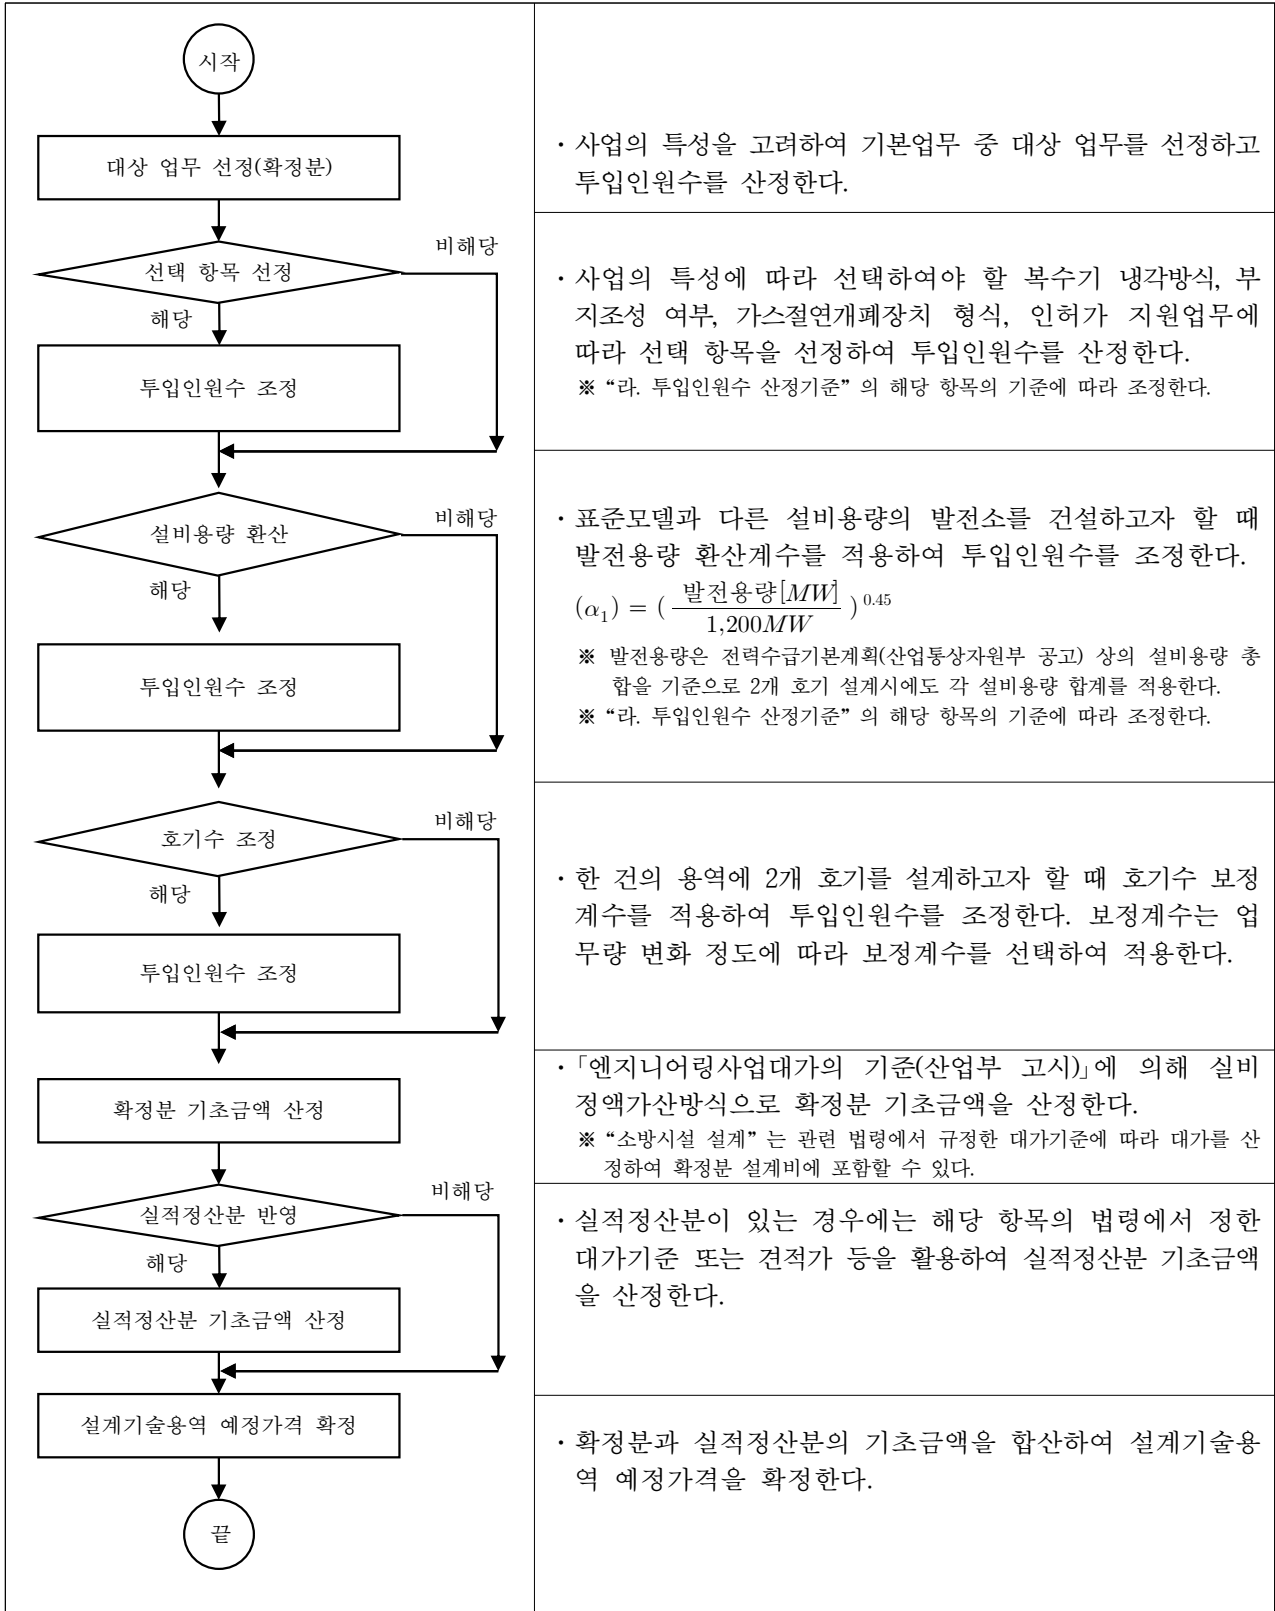 시작
대상 업무 선정(확정분)
· 사업의 특성을 고려하여 기본업무 중 대상 업무를 선정하고
투입인원수를 산정한다.
선택 항목 선정
비해당
해당
투입인원수 조정
· 사업의 특성에 따라 선택하여야 할 복수기 냉각방식, 부
지조성 여부, 가스절연개폐장치 형식, 인허가 지원업무에
따라 선택 항목을 선정하여 투입인원수를 산정한다.
※ “라. 투입인원수 산정기준” 의 해당 항목의 기준에 따라 조정한다.
설비용량 환산
비해당
해당
투입인원수 조정
· 표준모델과 다른 설비용량의 발전소를 건설하고자 할 때
발전용량 환산계수를 적용하여 투입인원수를 조정한다.
(α₁) = ( 발전용량[MW] / 1,200MW ) ^0.45
※ 발전용량은 전력수급기본계획(산업통상자원부 공고) 상의 설비용량 총
합을 기준으로 2개 호기 설계시에도 각 설비용량 합계를 적용한다.
※ “라. 투입인원수 산정기준” 의 해당 항목의 기준에 따라 조정한다.
호기수 조정
비해당
해당
투입인원수 조정
· 한 건의 용역에 2개 호기를 설계하고자 할 때 호기수 보정
계수를 적용하여 투입인원수를 조정한다. 보정계수는 업
무량 변화 정도에 따라 보정계수를 선택하여 적용한다.
확정분 기초금액 산정
·「엔지니어링사업대가의 기준(산업부 고시)」에 의해 실비
정액가산방식으로 확정분 기초금액을 산정한다.
※ “소방시설 설계” 는 관련 법령에서 규정한 대가기준에 따라 대가를 산
정하여 확정분 설계비에 포함할 수 있다.
실적정산분 반영
비해당
해당
실적정산분 기초금액 산정
· 실적정산분이 있는 경우에는 해당 항목의 법령에서 정한
대가기준 또는 견적가 등을 활용하여 실적정산분 기초금액
을 산정한다.
설계기술용역 예정가격 확정
· 확정분과 실적정산분의 기초금액을 합산하여 설계기술용
역 예정가격을 확정한다.
끝